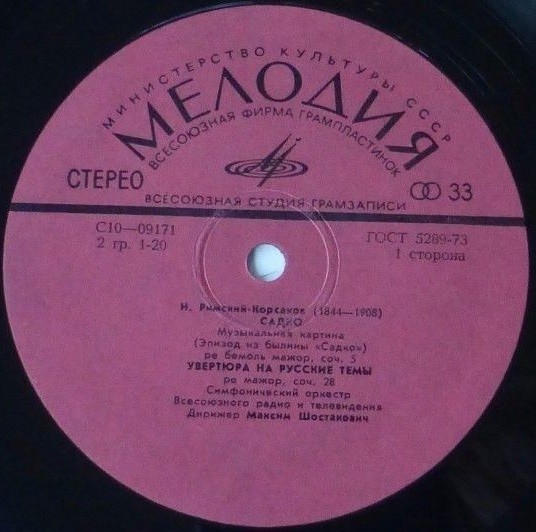 МИНИСТЕРСТВО КУЛЬТУРЫ СССР
МЕЛОДИЯ
ВСЕСОЮЗНАЯ ФИРМА ГРАМПЛАСТИНОК
СТЕРЕО 33
ВСЕСОЮЗНАЯ СТУДИЯ ГРАМЗАПИСИ
С10—09171 ГОСТ 5289-73
2 гр. 1-20 1 сторона
Н. Римский-Корсаков (1844—1908)
САДКО
Музыкальная картина
(Эпизод из былины «Садко»)
ре бемоль мажор, соч. 5
УВЕРТЮРА НА РУССКИЕ ТЕМЫ
ре мажор, соч. 28
Симфонический оркестр
Всесоюзного радио и телевидения
Дирижер Максим Шостакович